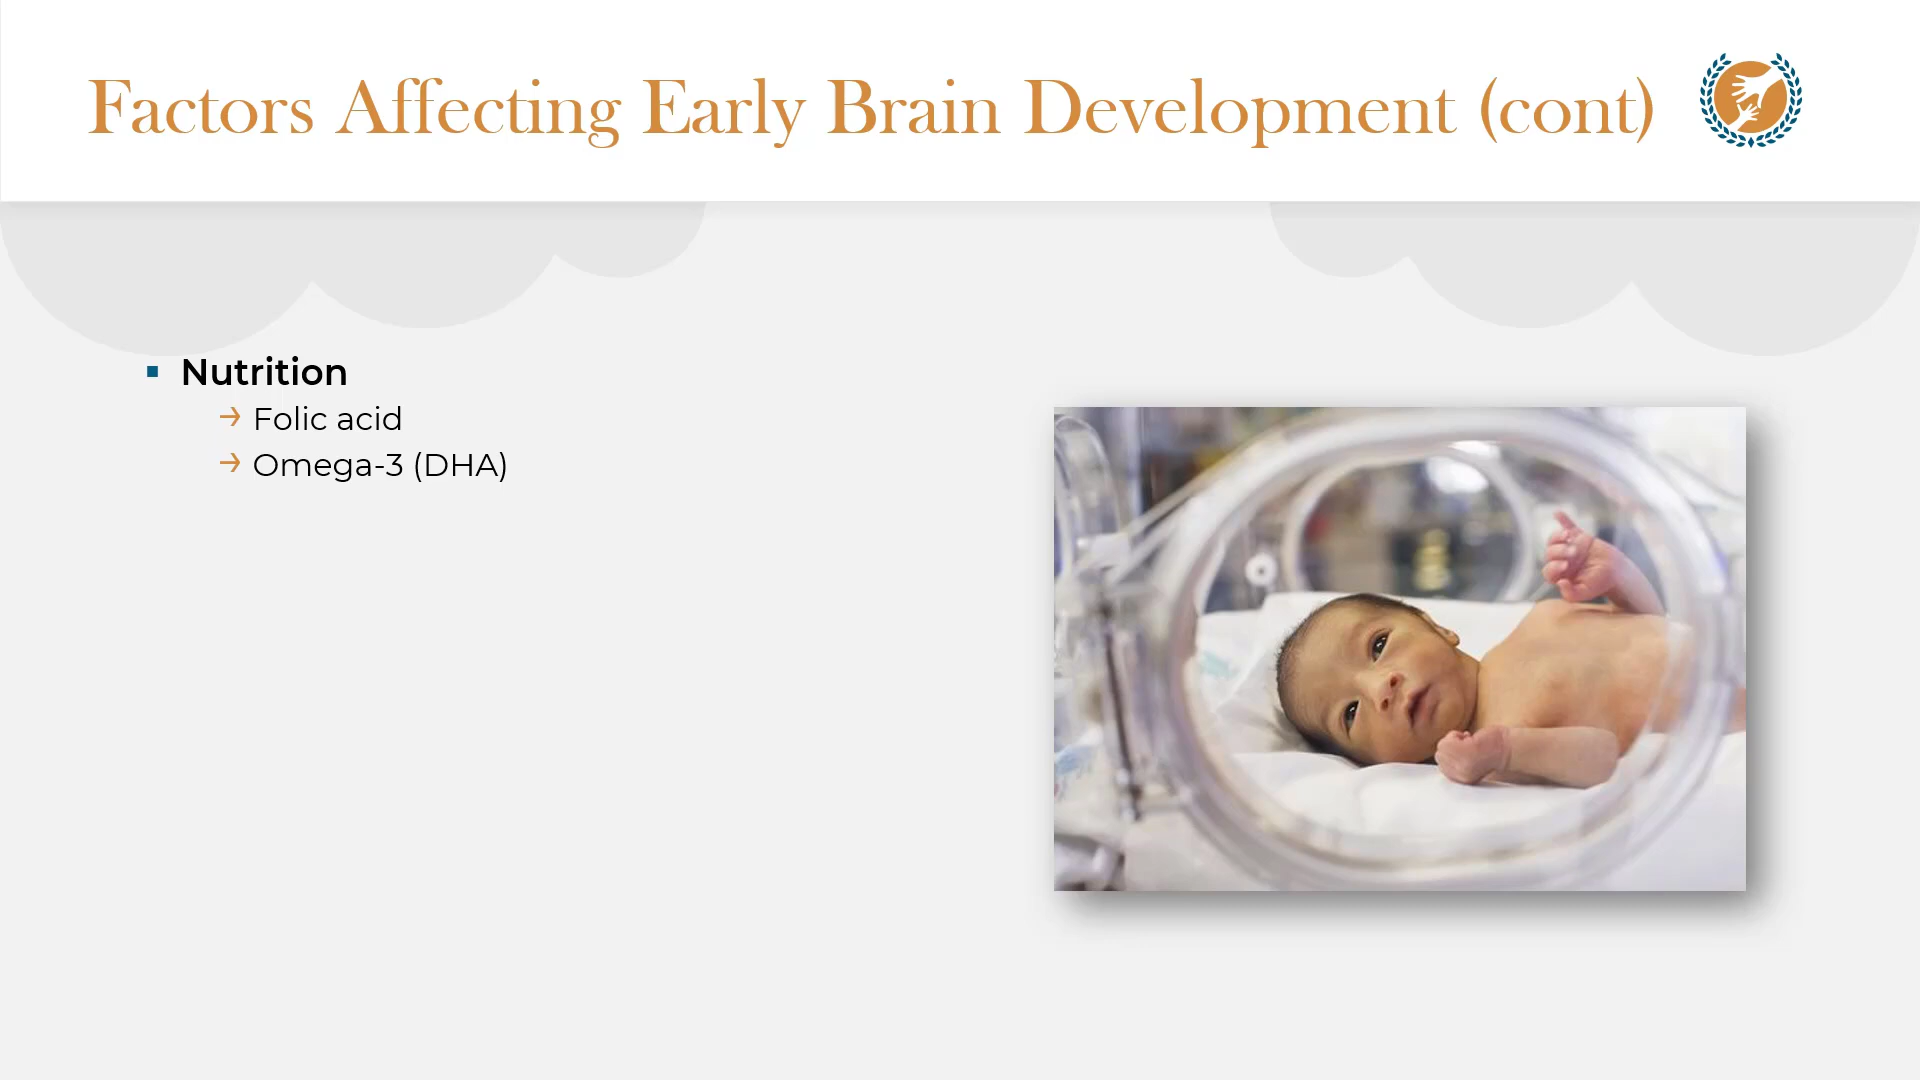 Factors Affecting Early Brain Development (cont)
Nutrition
Folic acid
Omega-3 (DHA)